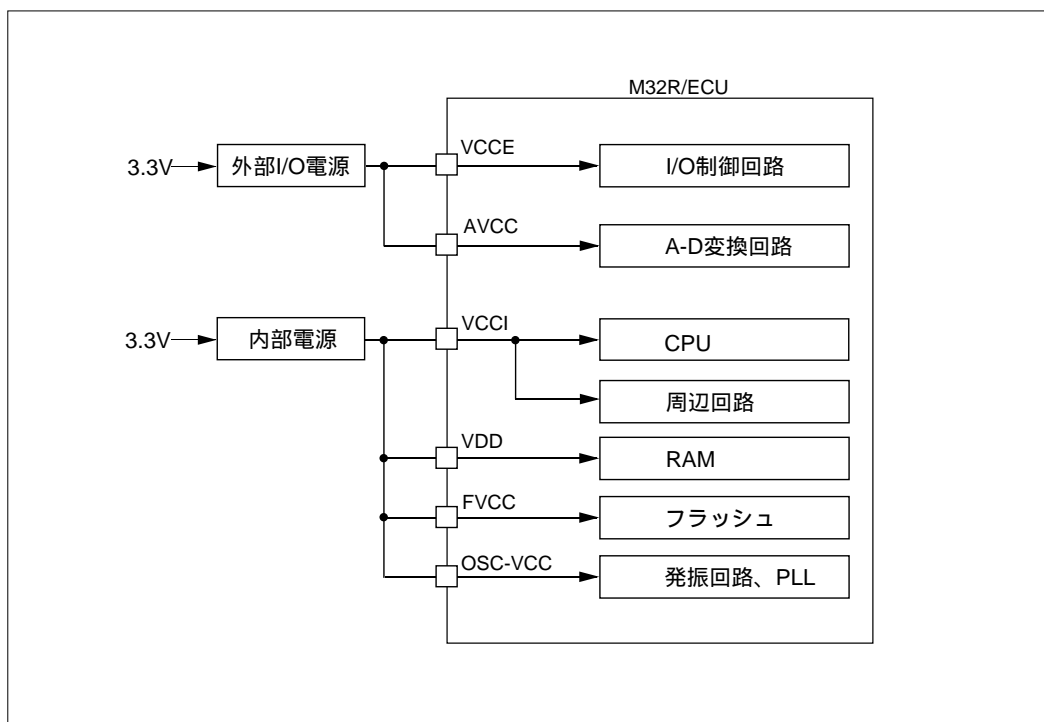 M32R/ECU
3.3V
外部I/O電源
VCCE
I/O制御回路
AVCC
A-D変換回路
3.3V
内部電源
VCCI
CPU
周辺回路
VDD
RAM
FVCC
フラッシュ
OSC-VCC
発振回路、PLL